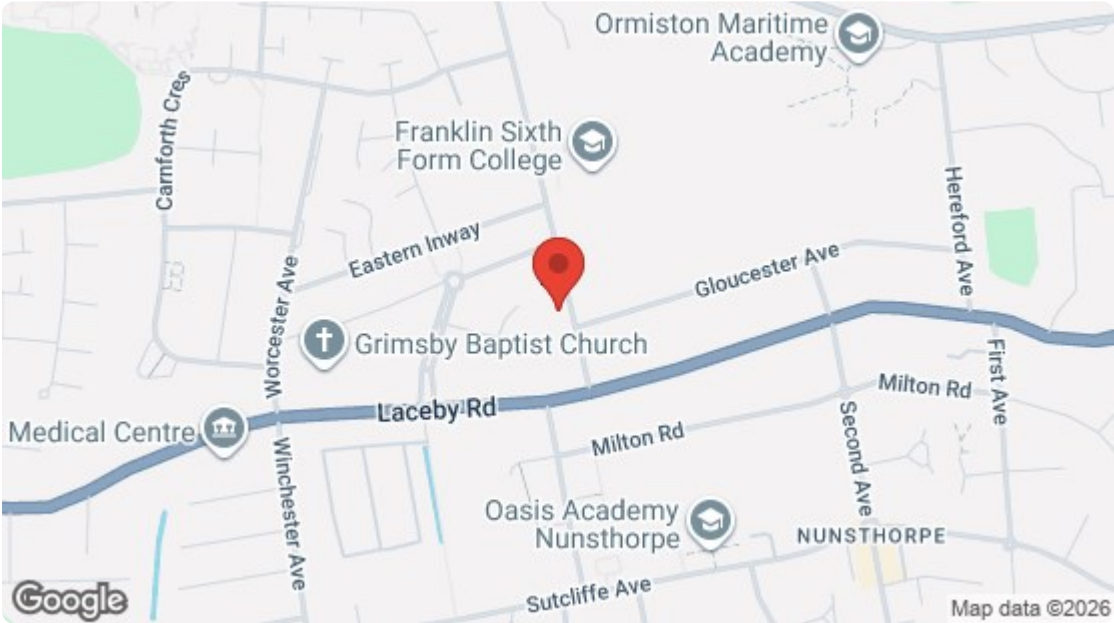 Ormiston Maritime
Academy
Carnforth Cres
Franklin Sixth
Form College
Hereford Ave
Eastern Inway
Gloucester Ave
Worcester Ave
Grimsby Baptist Church
First Ave
Milton Rd
Laceby Rd
Medical Centre
Milton Rd
Second Ave
Winchester Ave
Oasis Academy
Nunsthorpe
NUNSTHORPE
Sutcliffe Ave
Google
Map data ©2026